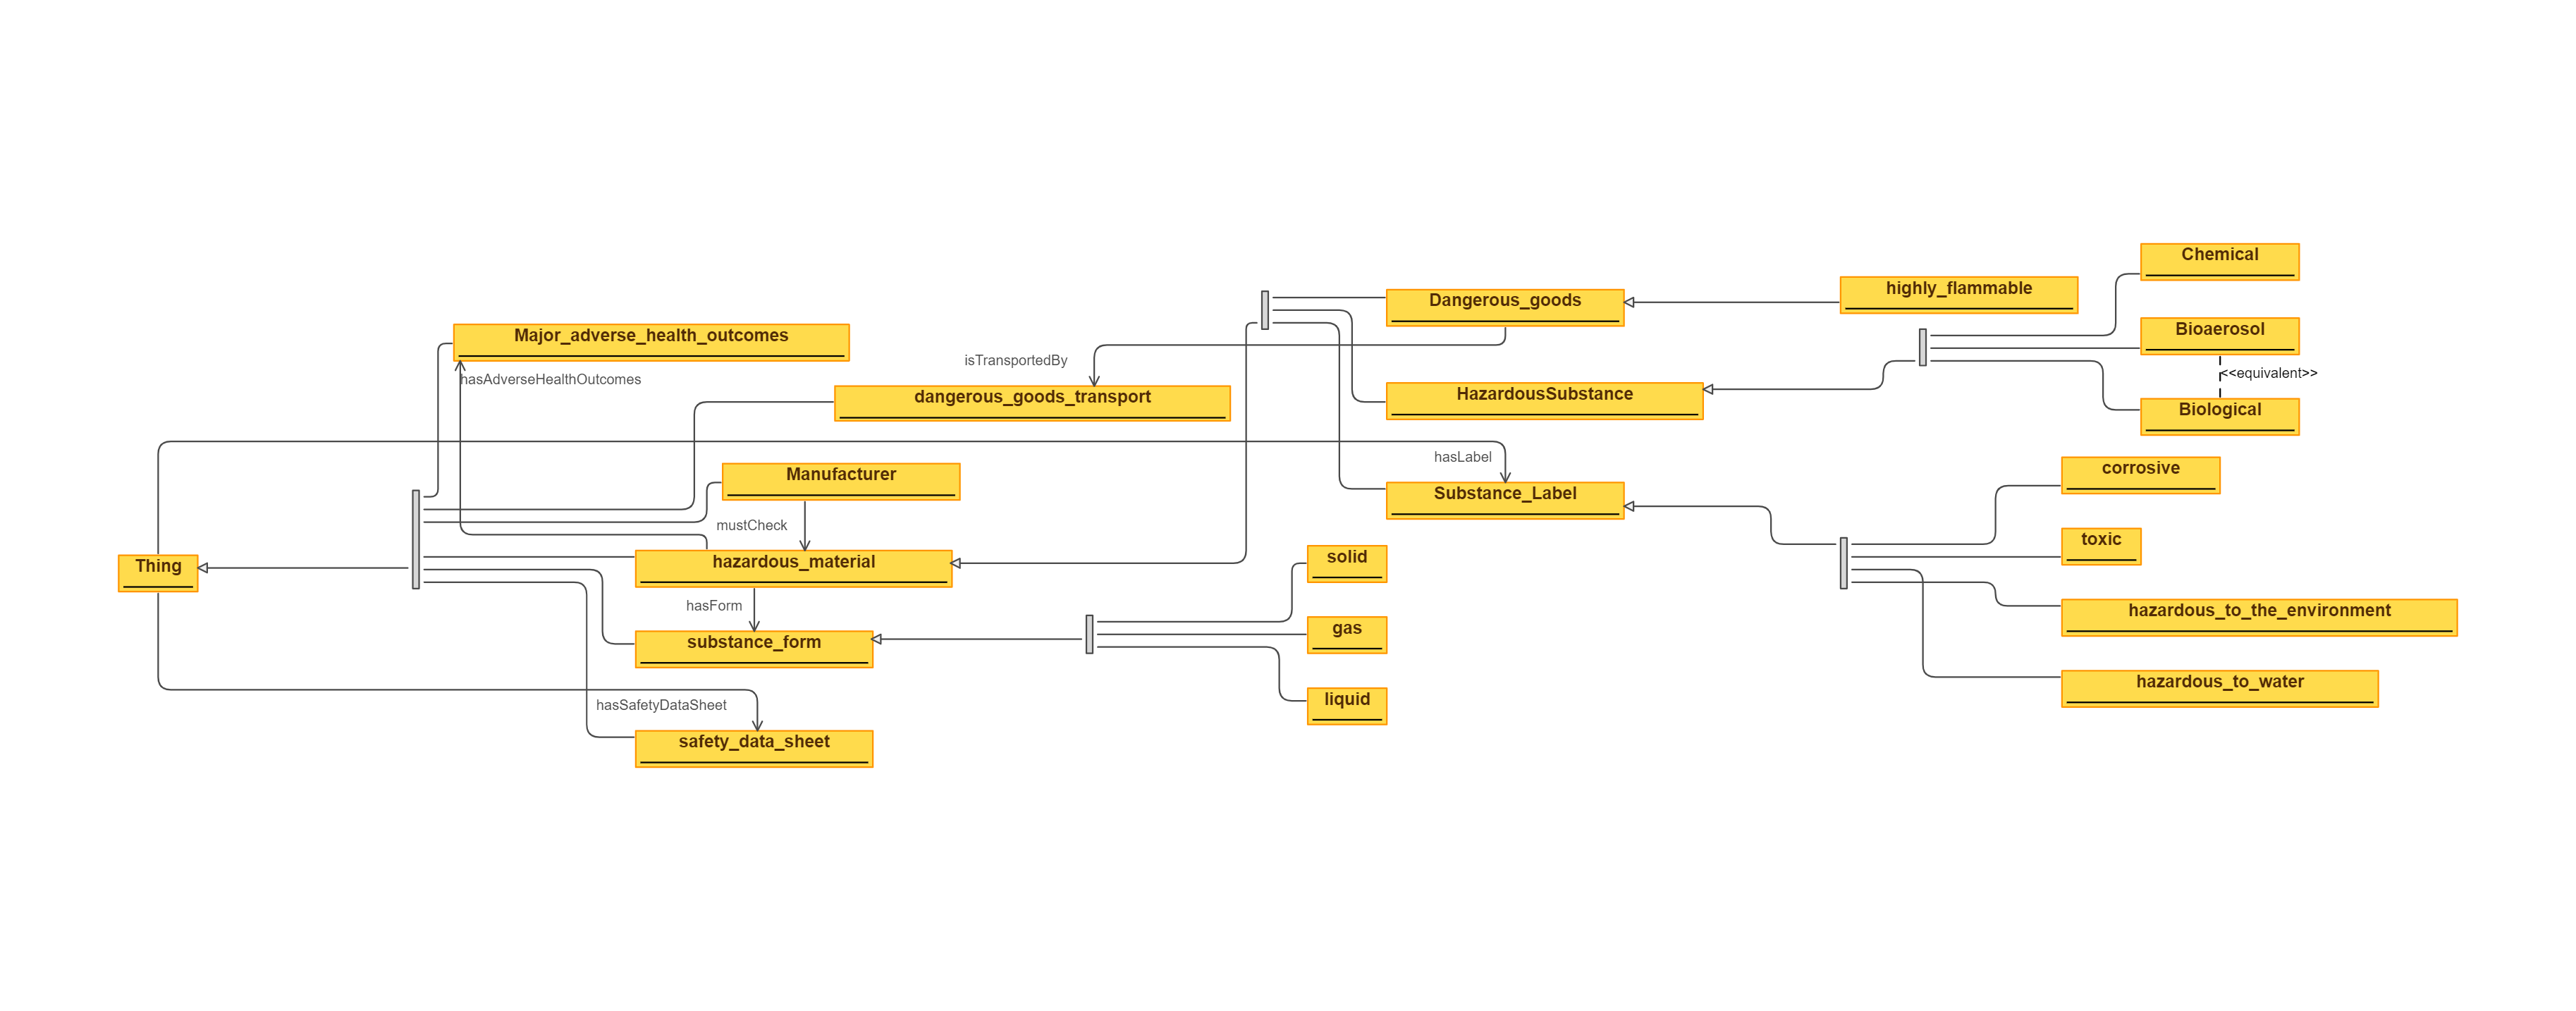 Chemical
highly_flammable
Dangerous_goods
Bioaerosol
Major_adverse_health_outcomes
isTransportedBy
<<equivalent>>
hasAdverseHealthOutcomes
dangerous_goods_transport
HazardousSubstance
Biological
hasLabel
corrosive
Manufacturer
Substance_Label
mustCheck
toxic
solid
Thing
hazardous_material
hasForm
hazardous_to_the_environment
gas
substance_form
hazardous_to_water
liquid
hasSafetyDataSheet
safety_data_sheet